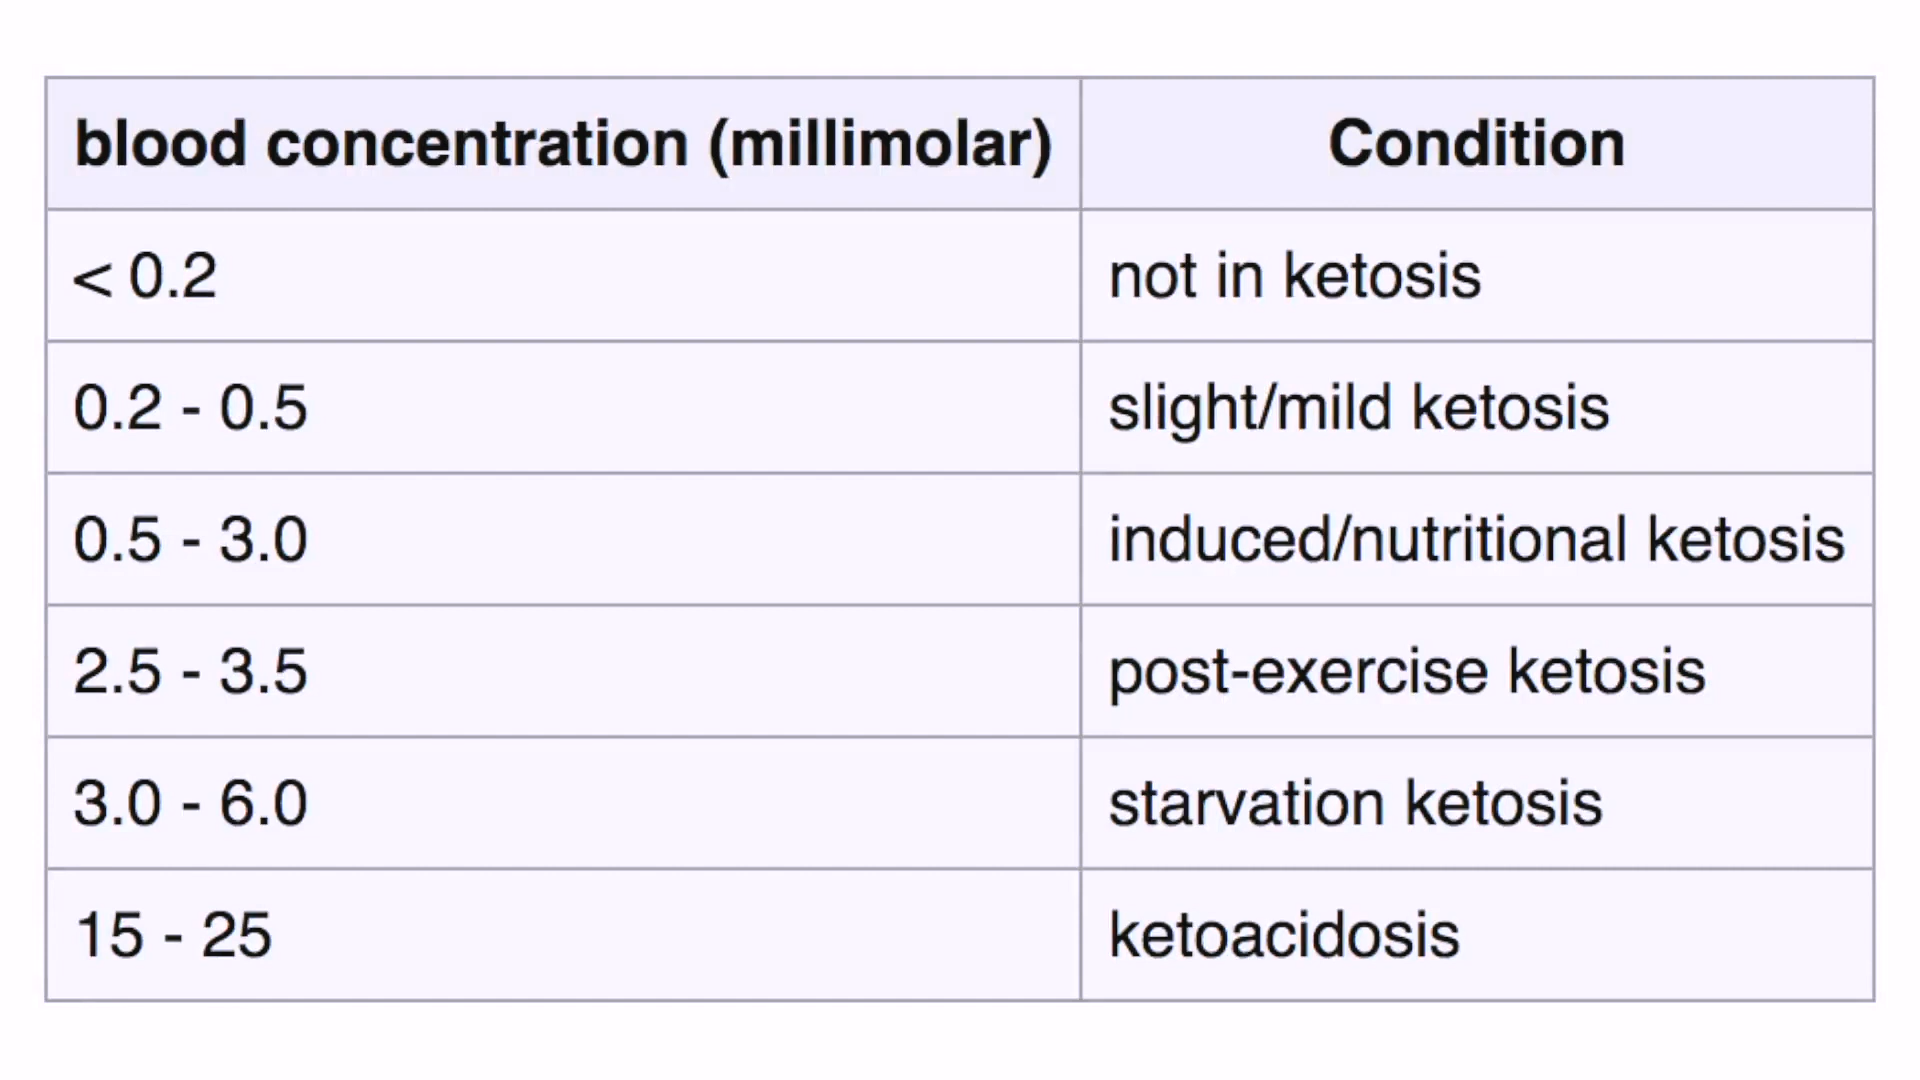 blood concentration (millimolar) Condition
< 0.2 not in ketosis
0.2 - 0.5 slight/mild ketosis
0.5 - 3.0 induced/nutritional ketosis
2.5 - 3.5 post-exercise ketosis
3.0 - 6.0 starvation ketosis
15 - 25 ketoacidosis